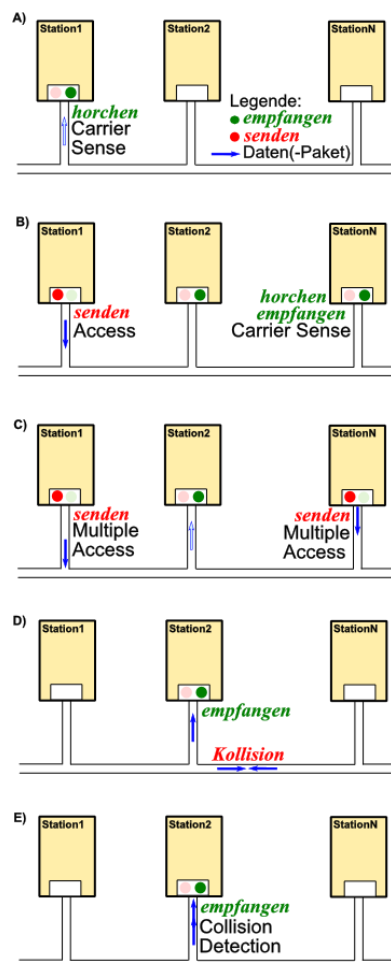 A)
Station1
Station2
StationN
horchen
Carrier
Sense
Legende:
empfangen
senden
Daten(-Paket)
B)
Station1
Station2
StationN
senden
Access
horchen
empfangen
Carrier Sense
C)
Station1
Station2
StationN
senden
Multiple
Access
senden
Multiple
Access
D)
Station1
Station2
StationN
empfangen
Kollision
E)
Station1
Station2
StationN
empfangen
Collision
Detection